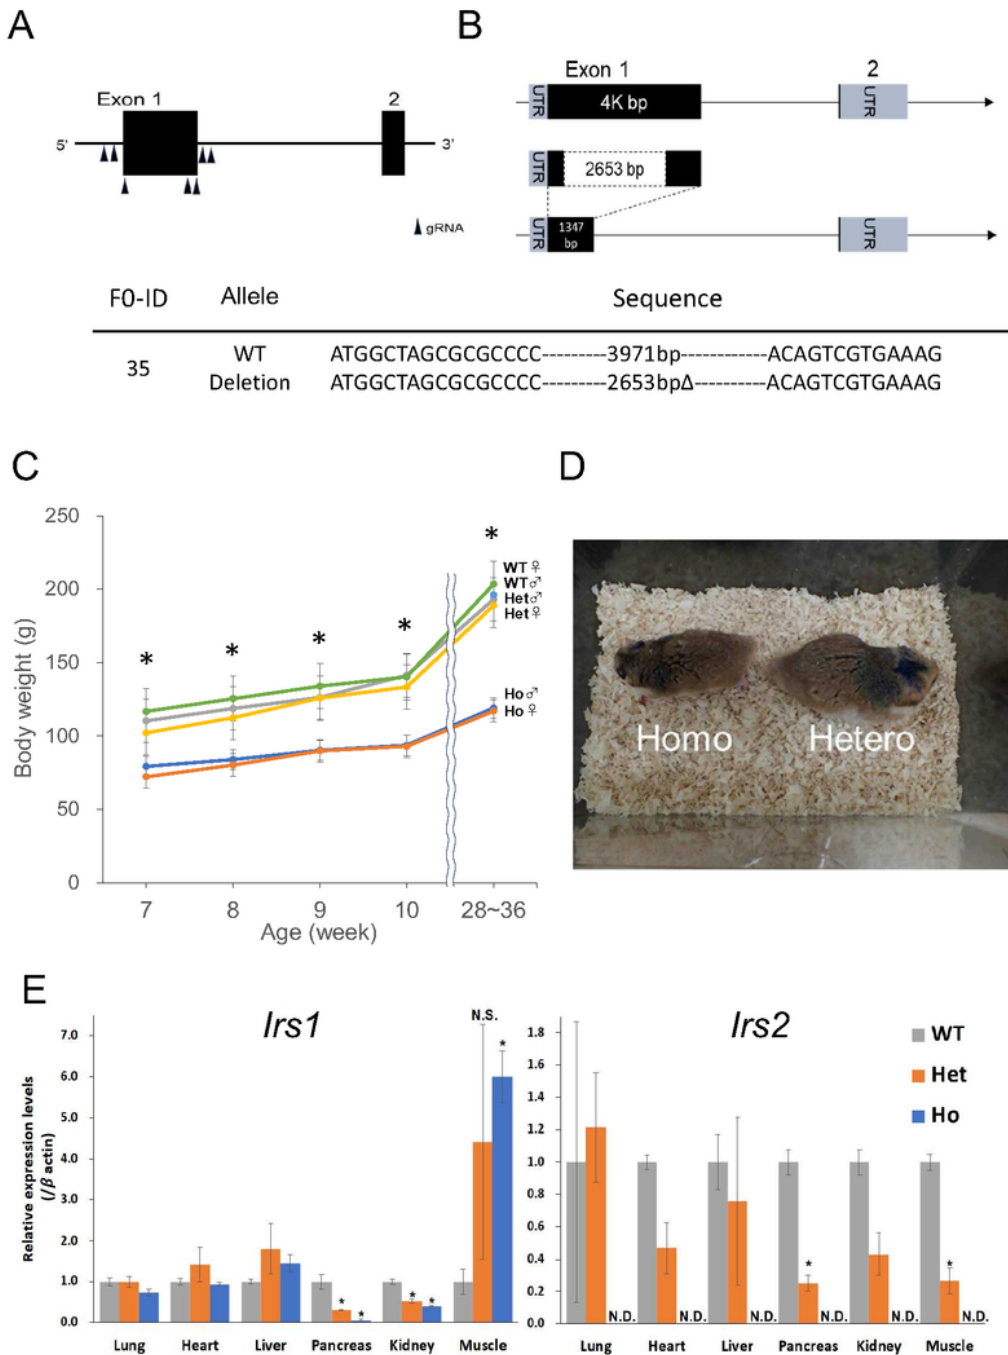 A
Exon 1
2
5'
3'
gRNA
B
Exon 1
2
UTR
4K bp
UTR
UTR
2653 bp
UTR
1347
bp
UTR
F0-ID
Allele
Sequence
35
WT
ATGGCTAGCGCGCCCC----------3971bp------------ACAGTCGTGAAAG
Deletion
ATGGCTAGCGCGCCCC----------2653bpΔ----------ACAGTCGTGAAAG
C
Body weight (g)
250
200
150
100
50
0
*
*
*
*
*
WT♀
WT♂
Het♂
Het♀
Ho♂
Ho♀
7
8
9
10
28~36
Age (week)
D
Homo
Hetero
E
Irs1
Relative expression levels
(/β actin)
7.0
6.0
5.0
4.0
3.0
2.0
1.0
0.0
*
*
*
*
N.S.
*
Lung
Heart
Liver
Pancreas
Kidney
Muscle
Irs2
1.8
1.6
1.4
1.2
1.0
0.8
0.6
0.4
0.2
0.0
N.D.
N.D.
N.D.
*
N.D.
N.D.
*
N.D.
Lung
Heart
Liver
Pancreas
Kidney
Muscle
WT
Het
Ho